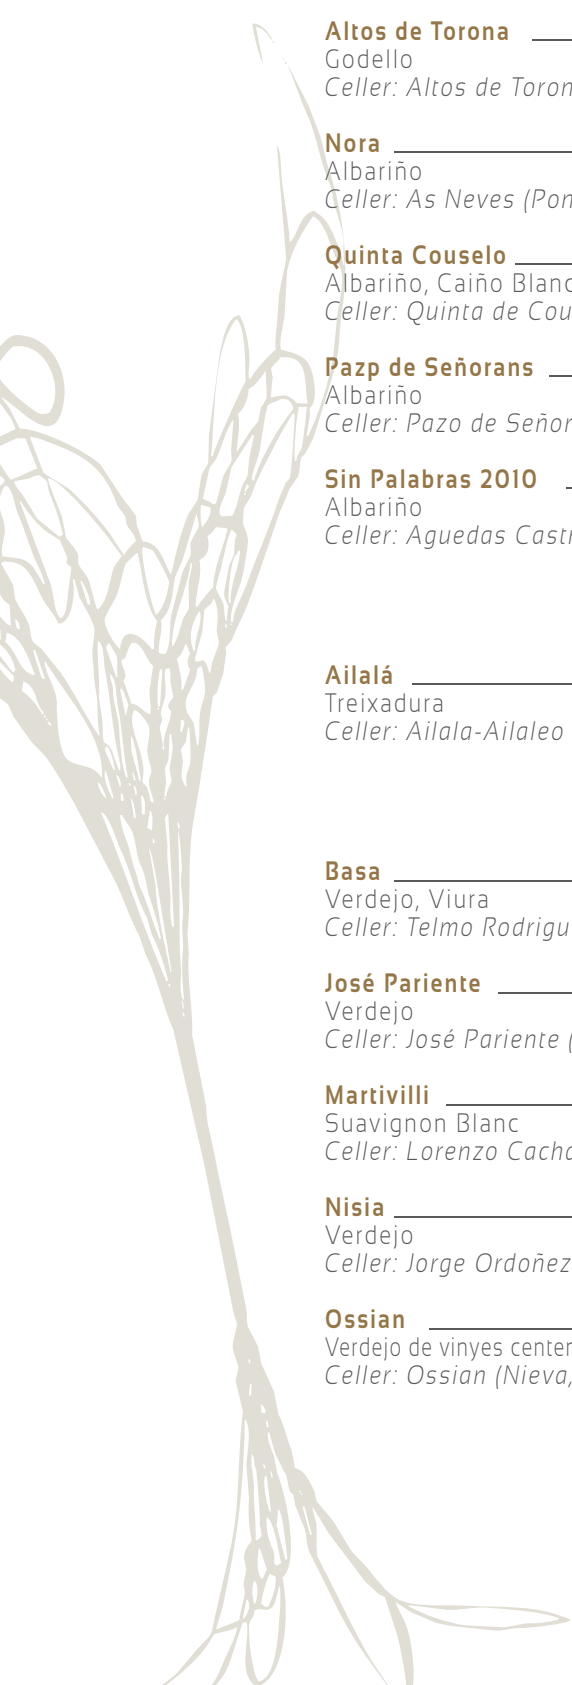 Altos de Torona
Godello
Celler: Altos de Toron
Nora
Albariño
Celler: As Neves (Pon
Quinta Couselo
Albariño, Caiño Blanc
Celler: Quinta de Cou
Pazp de Señorans
Albariño
Celler: Pazo de Señor
Sin Palabras 2010
Albariño
Celler: Aguedas Castr
Ailalá
Treixadura
Celler: Ailala-Ailaleo
Basa
Verdejo, Viura
Celler: Telmo Rodrigu
José Pariente
Verdejo
Celler: José Pariente (
Martivilli
Suavignon Blanc
Celler: Lorenzo Cacha
Nisia
Verdejo
Celler: Jorge Ordoñez
Ossian
Verdejo de vinyes center
Celler: Ossian (Nieva,